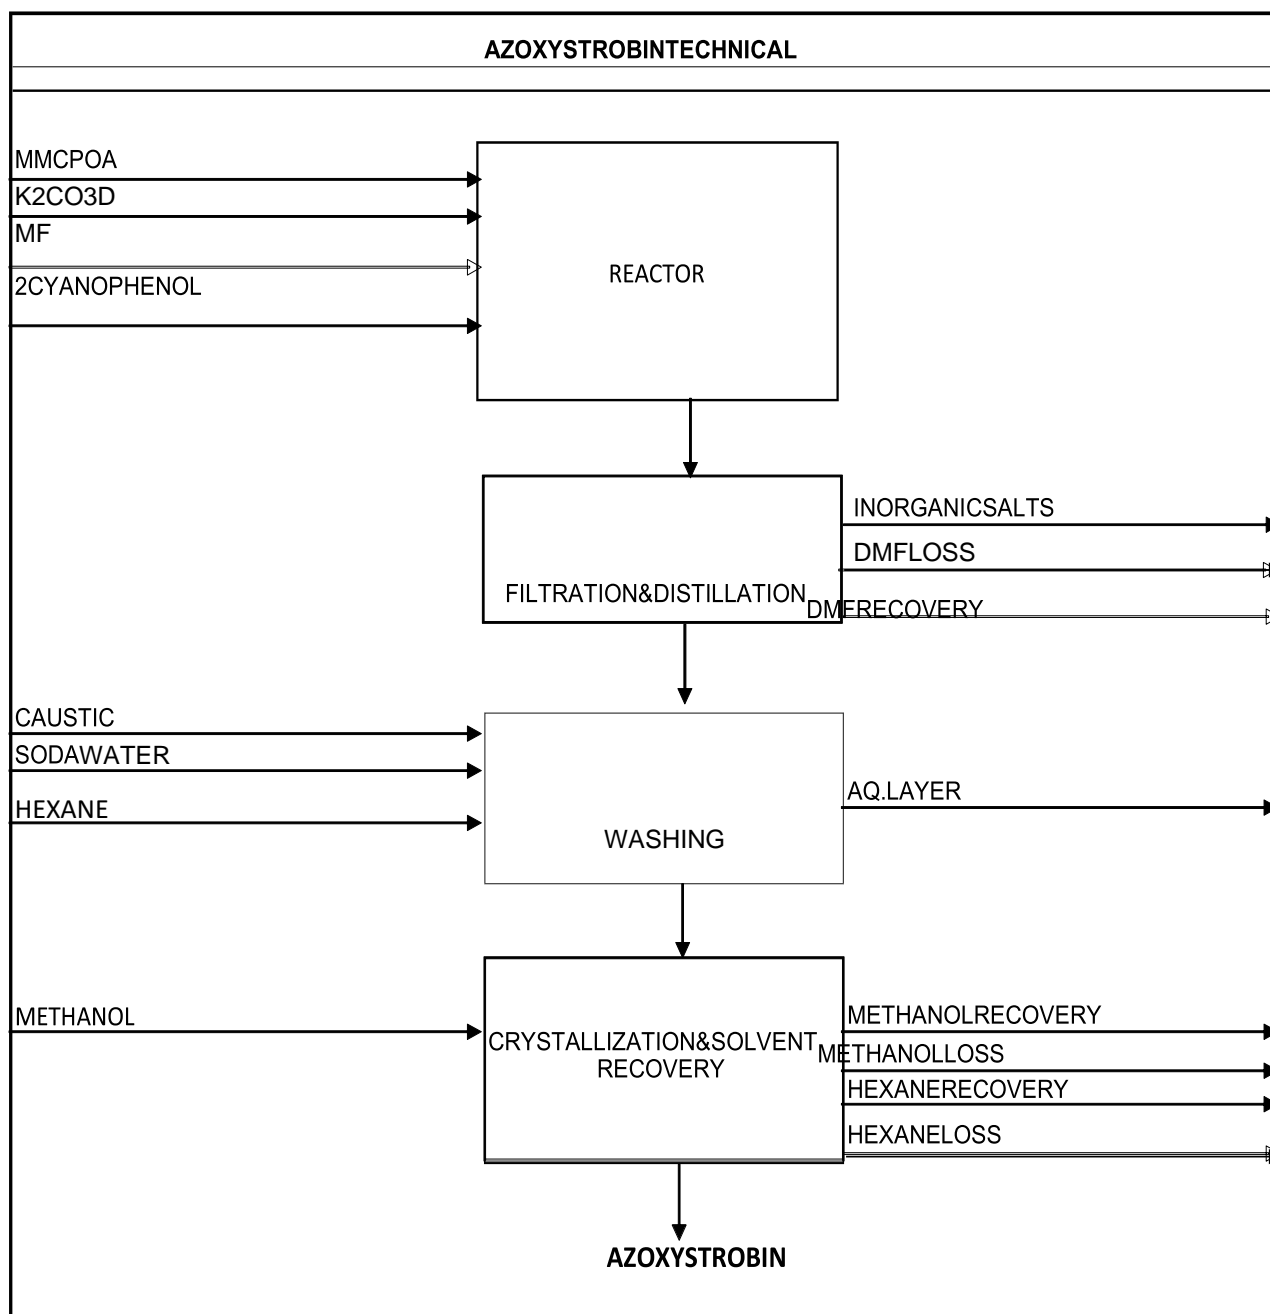 AZOXYSTROBINTECHNICAL
MMCPOA
K2CO3D
MF
2CYANOPHENOL
REACTOR
INORGANICSALTS
DMFLOSS
FILTRATION&DISTILLATION
DMFRECOVERY
CAUSTIC
SODAWATER
HEXANE
AQ.LAYER
WASHING
METHANOL
CRYSTALLIZATION&SOLVENT
RECOVERY
METHANOLRECOVERY
METHANOLLOSS
HEXANERECOVERY
HEXANELOSS
AZOXYSTROBIN